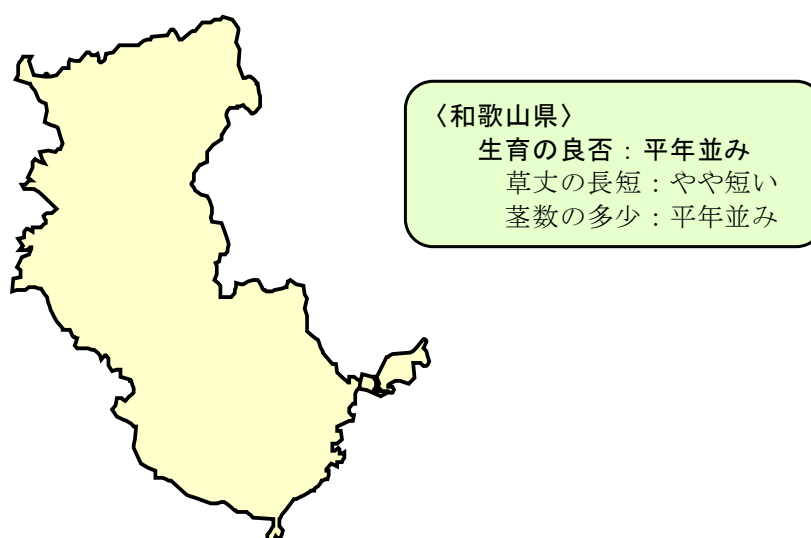 〈和歌山県〉
生育の良否：平年並み
草丈の長短：やや短い
茎数の多少：平年並み